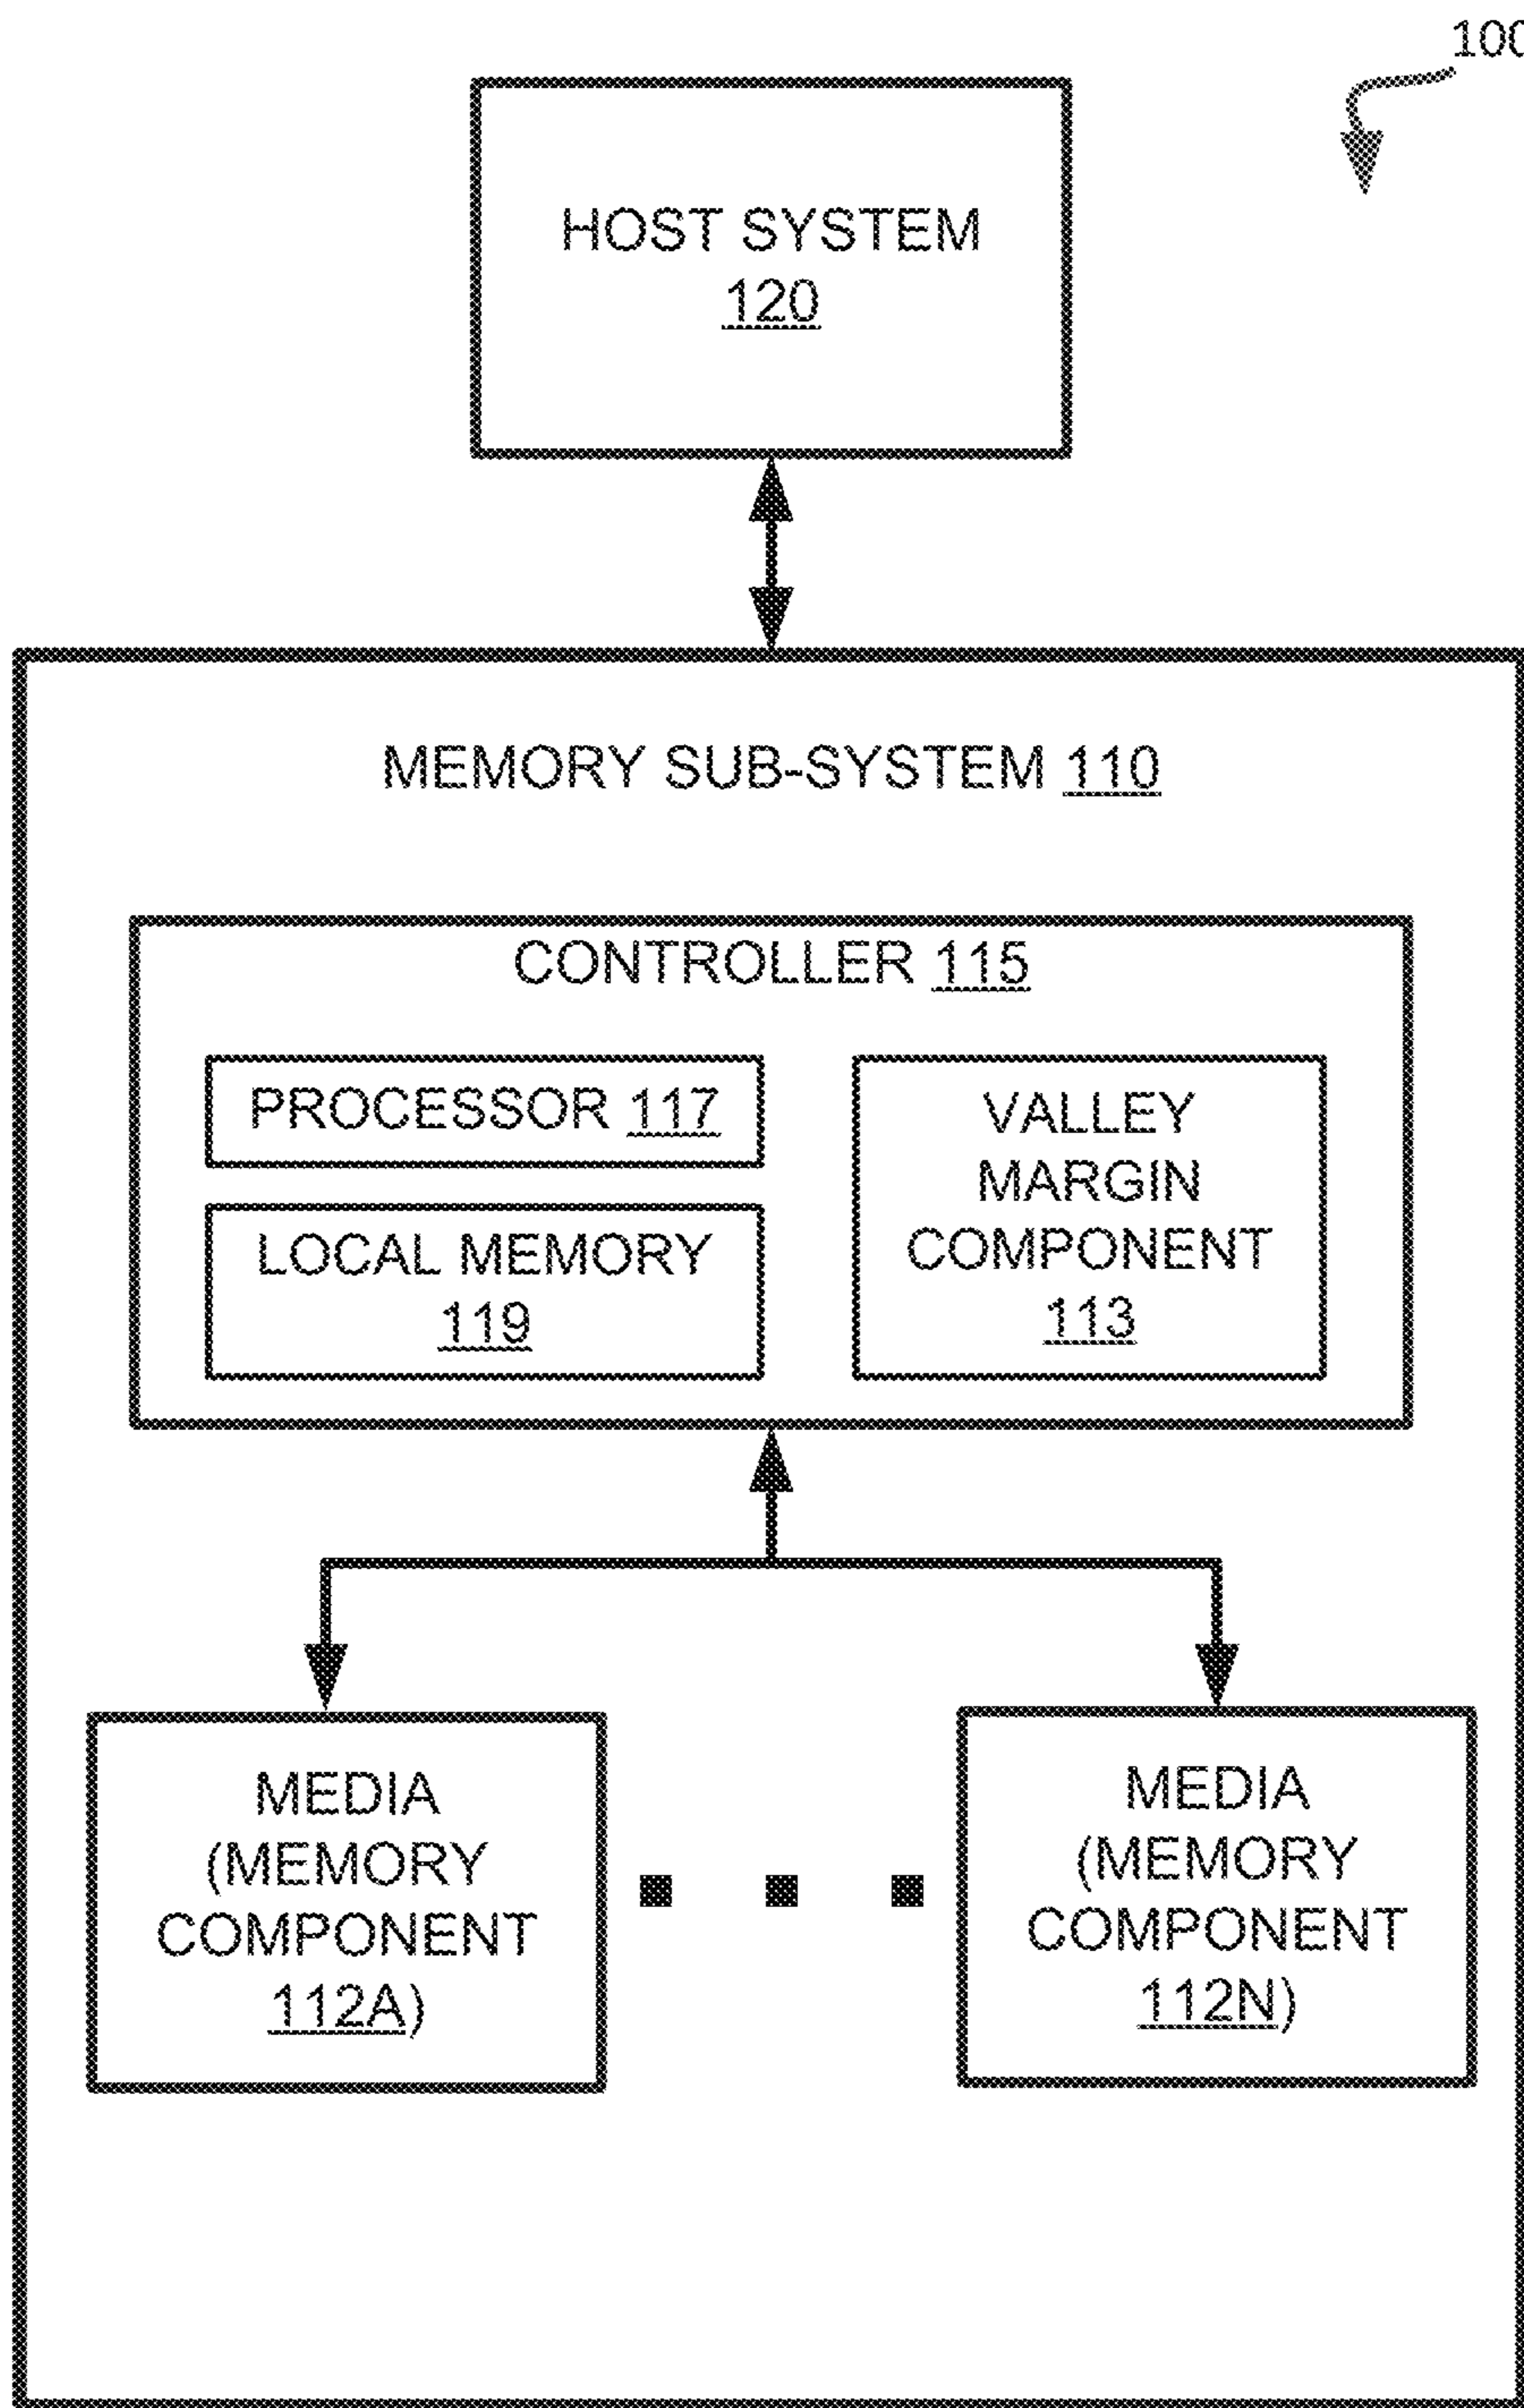 100
HOST SYSTEM
120
MEMORY SUB-SYSTEM 110
CONTROLLER 115
PROCESSOR 117
LOCAL MEMORY
119
VALLEY
MARGIN
COMPONENT
113
MEDIA
(MEMORY
COMPONENT
112A)
MEDIA
(MEMORY
COMPONENT
112N)